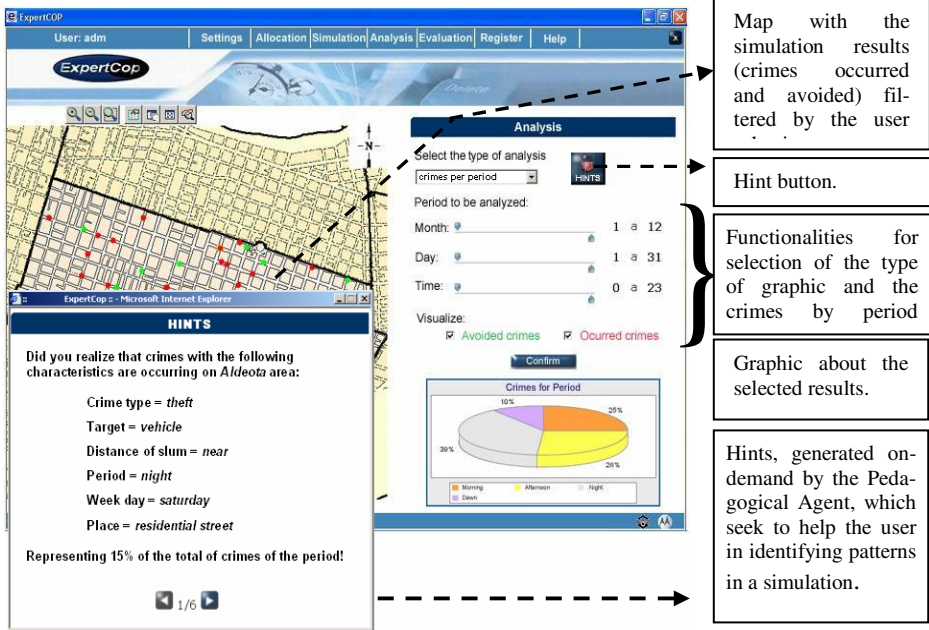 ExpertCOP
User: adm
Settings
Allocation
Simulation
Analysis
Evaluation
Register
Help
x
ExpertCop
Delete
-N-
Analysis
Select the type of analysis
crimes per period
HINTS
Period to be analyzed:
Month: 1 a 12
Day: 1 a 31
Time: 0 a 23
Visualize:
Avoided crimes
Ocurred crimes
Confirm
Crimes for Period
10%
25%
39%
26%
Morning
Afternoon
Night
Dawn
ExpertCop :: - Microsoft Internet Explorer
HINTS
Did you realize that crimes with the following
characteristics are occurring on Aldeota area:
Crime type = theft
Target = vehicle
Distance of slum = near
Period = night
Week day = saturday
Place = residential street
Representing 15% of the total of crimes of the period!
1/6
Map with the
simulation results
(crimes occurred
and avoided) fil-
tered by the user
Hint button.
Functionalities for
selection of the type
of graphic and the
crimes by period
Graphic about the
selected results.
Hints, generated on-
demand by the Peda-
gogical Agent, which
seek to help the user
in identifying patterns
in a simulation.